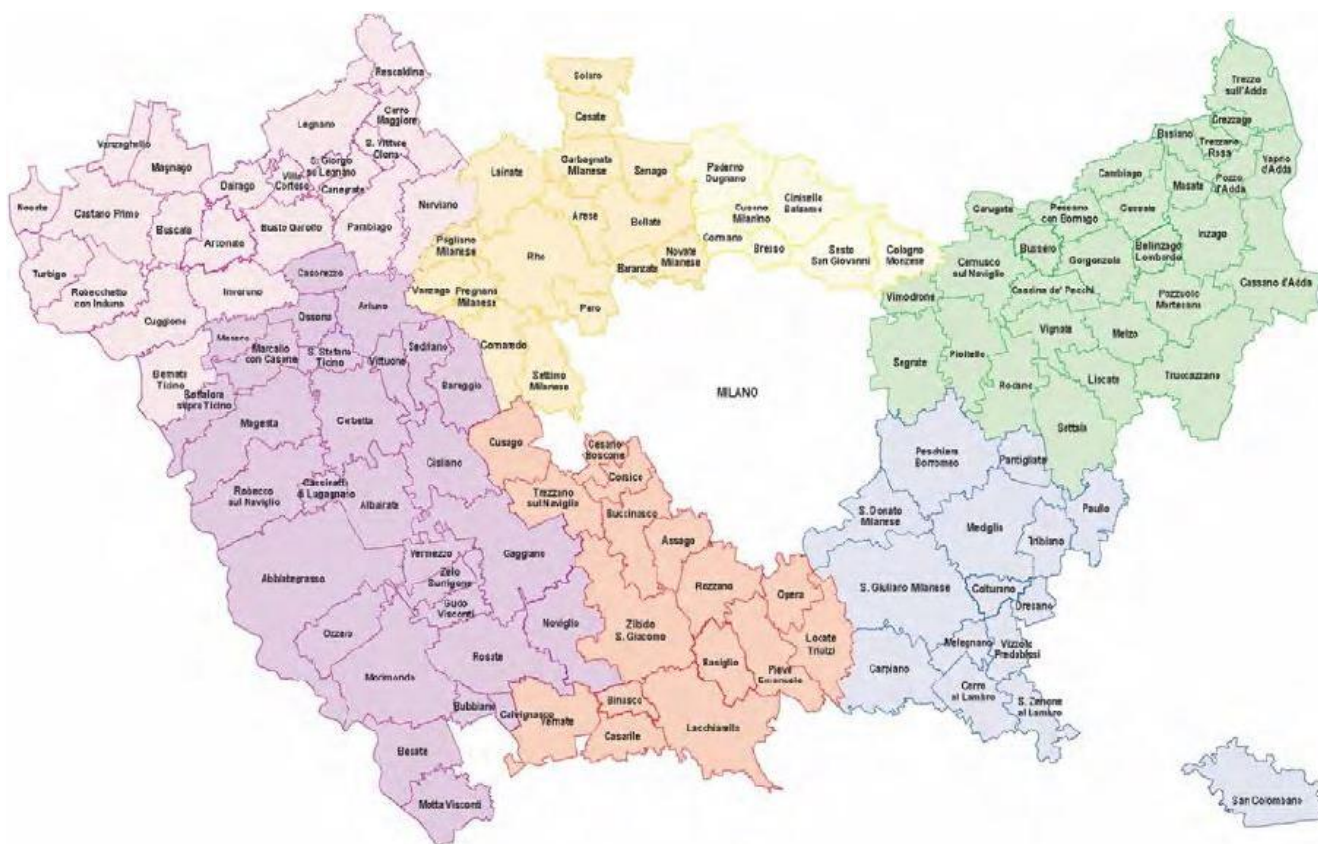 Rescaldina
Solaro
Trezzo
sull'Adda
Legnano
Cerro
Maggiore
Cesate
Grezzago
Vanzaghello
Magnago
S. Vittore
Olona
Basiano
Trezzano
Rosa
Vaprio
d'Adda
Dairago
Villa
Cortese
S. Giorgio
su Legnano
Canegrate
Lainate
Garbagnate
Milanese
Senago
Paderno
Dugnano
Cambiago
Masate
Pozzo
d'Adda
Nosate
Castano Primo
Buscate
Arconate
Busto Garolfo
Parabiago
Nerviano
Arese
Bollate
Cusano
Milanino
Cinisello
Balsamo
Carugate
Pessano
con Bornago
Gessate
Inzago
Turbigo
Robecchetto
con Induno
Casorezzo
Pogliano
Milanese
Rho
Baranzate
Novate
Milanese
Cormano
Bresso
Sesto
San Giovanni
Cologno
Monzese
Cernusco
sul Naviglio
Bussero
Gorgonzola
Bellinzago
Lombardo
Cassano d'Adda
Cuggiono
Inveruno
Ossona
Arluno
Vanzago
Pregnana
Milanese
Pero
Vimodrone
Cassina de' Pecchi
Pozzuolo
Martesana
Mesero
Marcallo
con Casone
S. Stefano
Ticino
Vittuone
Sedriano
Cornaredo
Vignate
Melzo
Bernate
Ticino
Boffalora
sopra Ticino
Bareggio
Settimo
Milanese
MILANO
Segrate
Pioltello
Rodano
Liscate
Truccazzano
Magenta
Corbetta
Cusago
Cesano
Boscone
Settala
Cisliano
Corsico
Peschiera
Borromeo
Pantigliate
Robecco
sul Naviglio
Cassinetta
di Lugagnano
Albairate
Trezzano
sul Naviglio
Buccinasco
S. Donato
Milanese
Mediglia
Paullo
Tribiano
Assago
Abbiategrasso
Vermezzo
Zelo
Surrigone
Gudo
Visconti
Gaggiano
Rozzano
Opera
S. Giuliano Milanese
Colturano
Dresano
Ozzero
Noviglio
Zibido
S. Giacomo
Locate
Triulzi
Melegnano
Vizzolo
Predabissi
Morimondo
Rosate
Basiglio
Pieve
Emanuele
Carpiano
Cerro
al Lambro
S. Zenone
al Lambro
Bubbiano
Calvignasco
Vernate
Binasco
Casarile
Lacchiarella
Besate
Motta Visconti
San Colombano